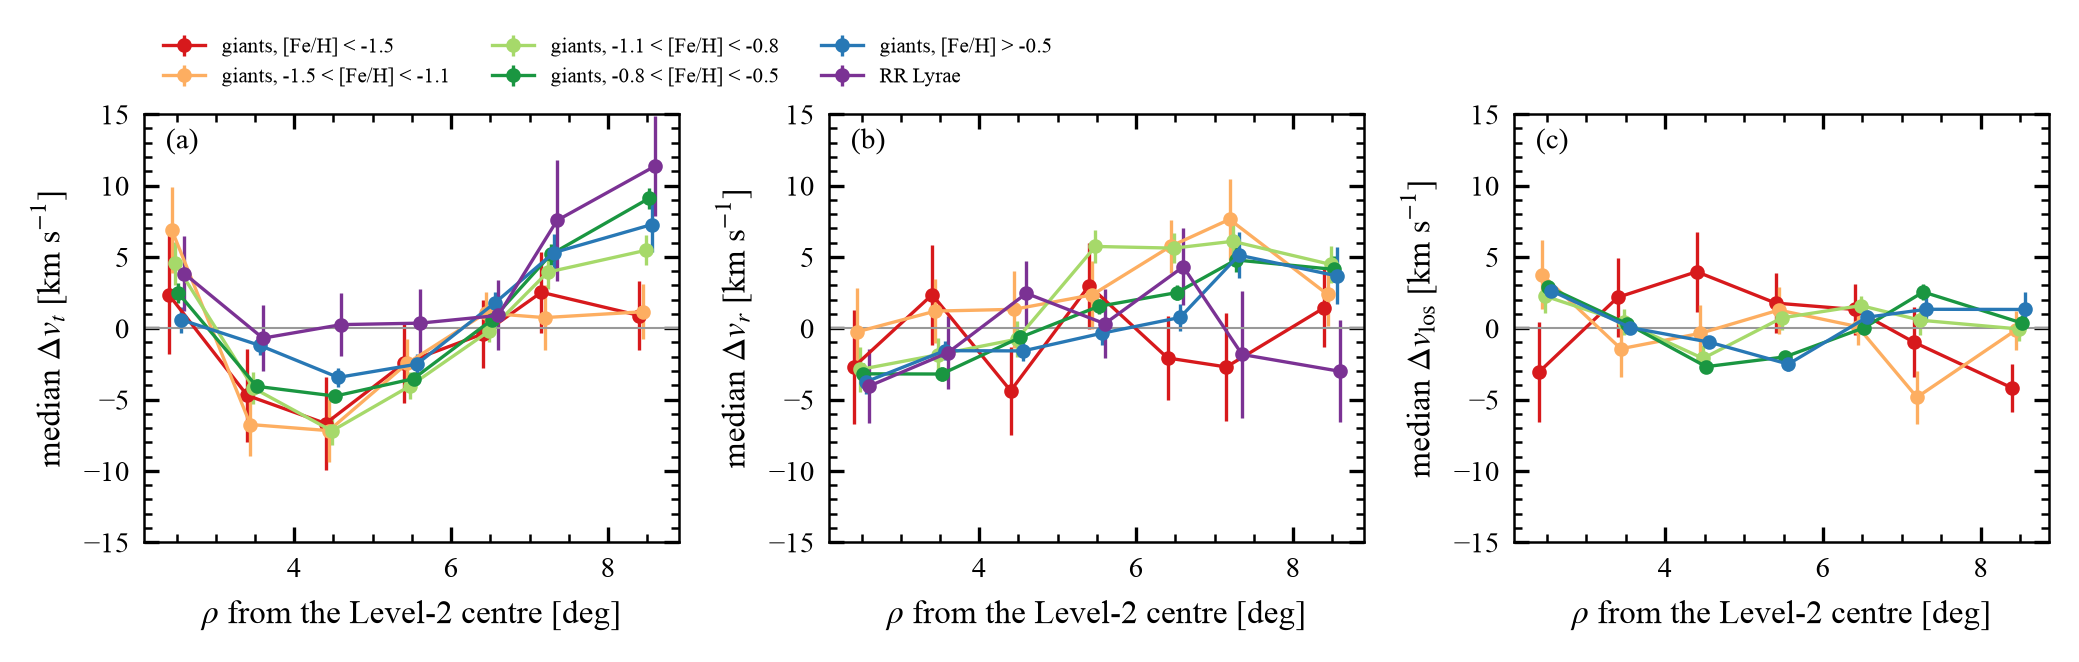 giants, [Fe/H] < -1.5
giants, -1.5 < [Fe/H] < -1.1
giants, -1.1 < [Fe/H] < -0.8
giants, -0.8 < [Fe/H] < -0.5
giants, [Fe/H] > -0.5
RR Lyrae
(a)
15
10
5
0
−5
−10
−15
4 6 8
median Δv_t [km s⁻¹]
ρ from the Level-2 centre [deg]
(b)
15
10
5
0
−5
−10
−15
4 6 8
median Δv_r [km s⁻¹]
ρ from the Level-2 centre [deg]
(c)
15
10
5
0
−5
−10
−15
4 6 8
median Δv_los [km s⁻¹]
ρ from the Level-2 centre [deg]